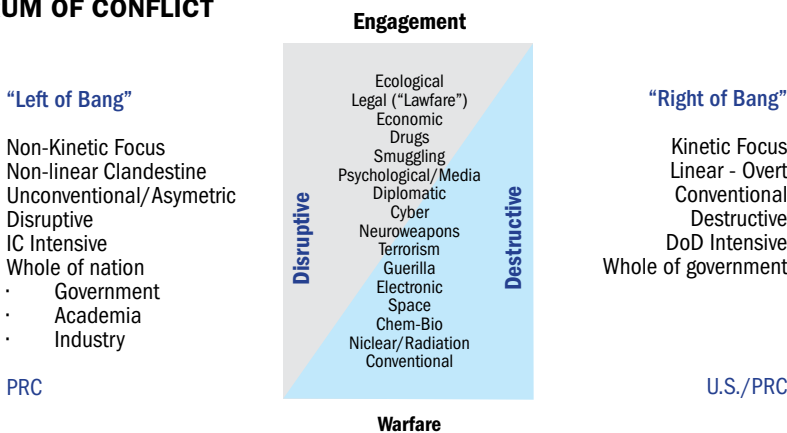 UM OF CONFLICT
Engagement
“Left of Bang”
Non-Kinetic Focus
Non-linear Clandestine
Unconventional/Asymetric
Disruptive
IC Intensive
Whole of nation
· Government
· Academia
· Industry
PRC
Disruptive
Ecological
Legal (“Lawfare”)
Economic
Drugs
Smuggling
Psychological/Media
Diplomatic
Cyber
Neuroweapons
Terrorism
Guerilla
Electronic
Space
Chem-Bio
Niclear/Radiation
Conventional
Destructive
Warfare
“Right of Bang”
Kinetic Focus
Linear - Overt
Conventional
Destructive
DoD Intensive
Whole of government
U.S./PRC